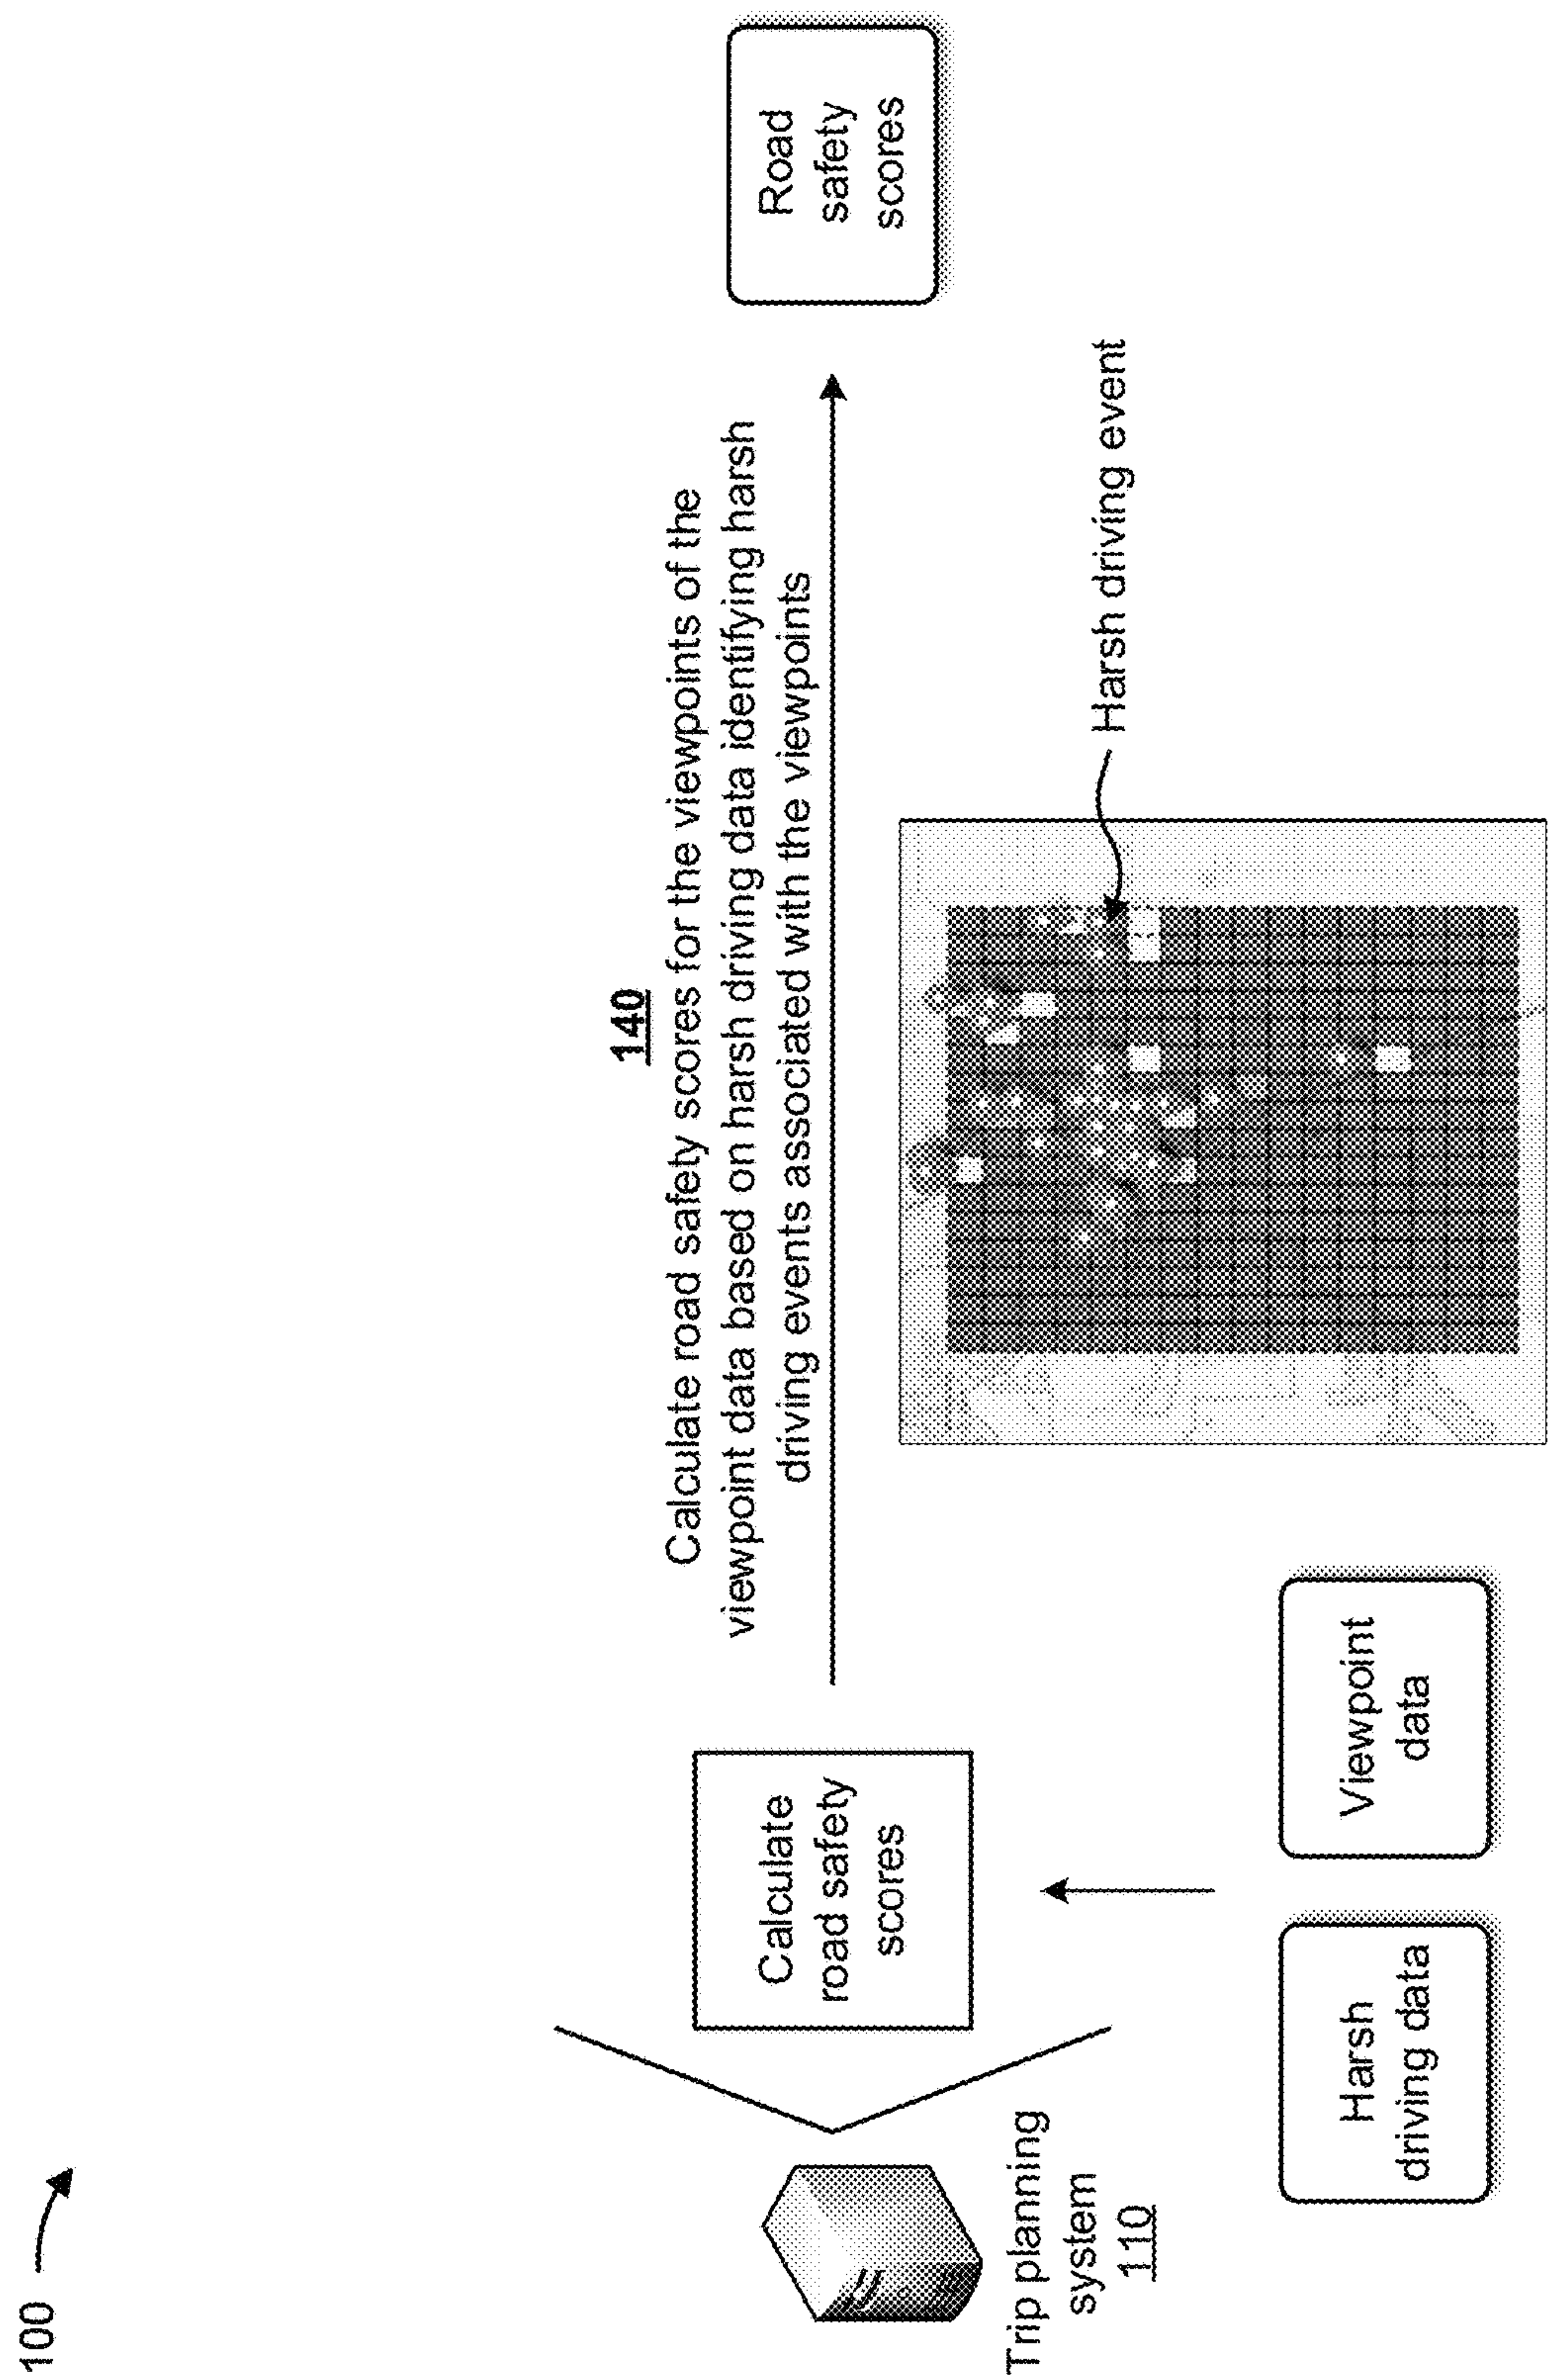 100
140
Calculate road safety scores for the viewpoints of the
viewpoint data based on harsh driving data identifying harsh
driving events associated with the viewpoints
Calculate
road safety
scores
Road
safety
scores
Trip planning
system
110
Harsh driving event
Harsh
driving data
Viewpoint
data